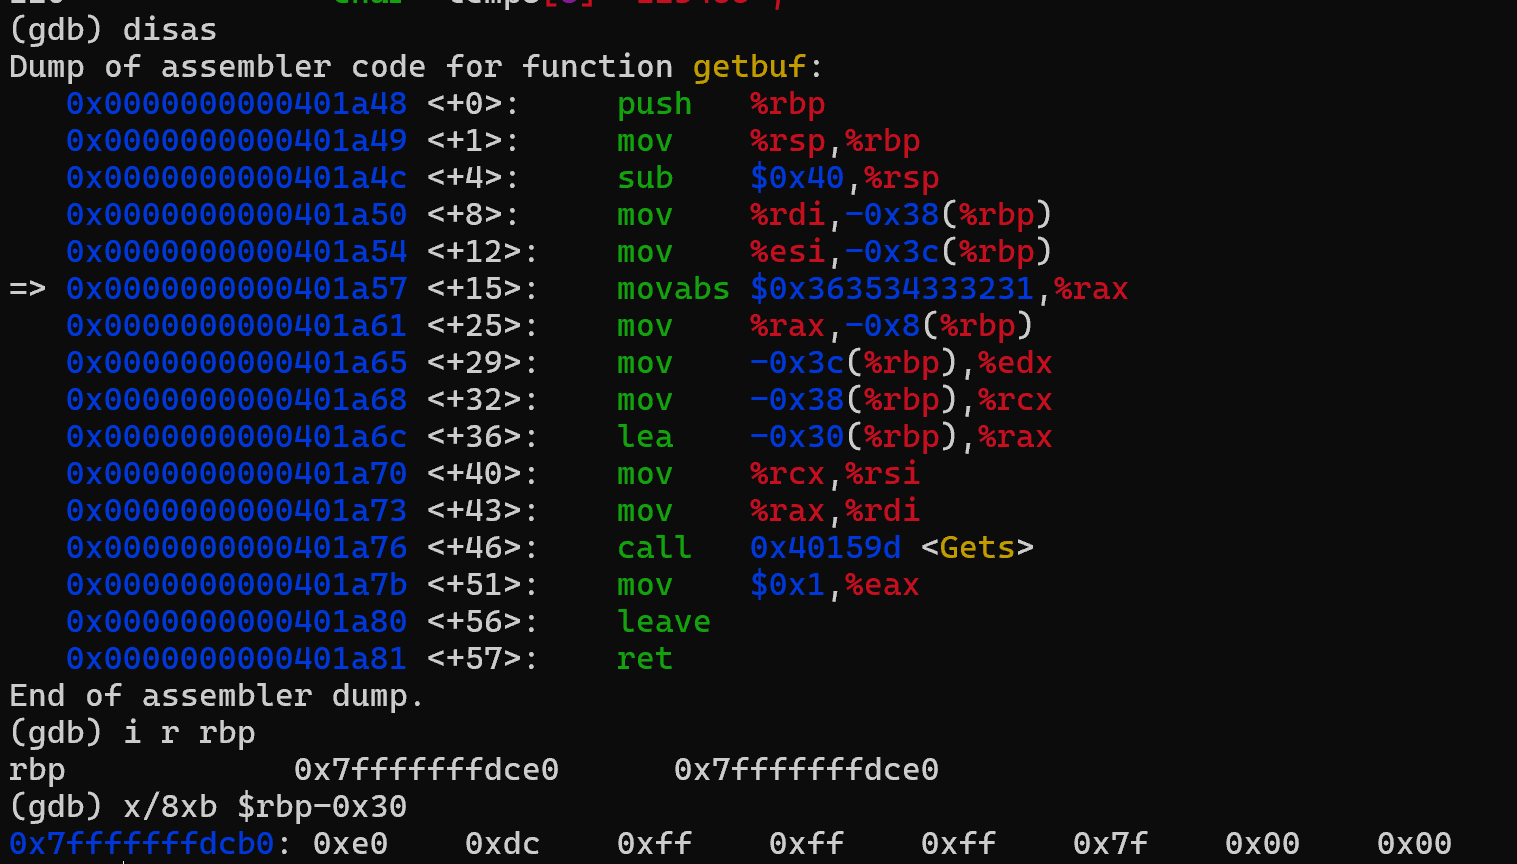 (gdb) disas
Dump of assembler code for function getbuf:
   0x0000000000401a48 <+0>:     push   %rbp
   0x0000000000401a49 <+1>:     mov    %rsp,%rbp
   0x0000000000401a4c <+4>:     sub    $0x40,%rsp
   0x0000000000401a50 <+8>:     mov    %rdi,-0x38(%rbp)
   0x0000000000401a54 <+12>:    mov    %esi,-0x3c(%rbp)
=> 0x0000000000401a57 <+15>:    movabs $0x363534333231,%rax
   0x0000000000401a61 <+25>:    mov    %rax,-0x8(%rbp)
   0x0000000000401a65 <+29>:    mov    -0x3c(%rbp),%edx
   0x0000000000401a68 <+32>:    mov    -0x38(%rbp),%rcx
   0x0000000000401a6c <+36>:    lea    -0x30(%rbp),%rax
   0x0000000000401a70 <+40>:    mov    %rcx,%rsi
   0x0000000000401a73 <+43>:    mov    %rax,%rdi
   0x0000000000401a76 <+46>:    call   0x40159d <Gets>
   0x0000000000401a7b <+51>:    mov    $0x1,%eax
   0x0000000000401a80 <+56>:    leave
   0x0000000000401a81 <+57>:    ret
End of assembler dump.
(gdb) i r rbp
rbp            0x7fffffffdce0      0x7fffffffdce0
(gdb) x/8xb $rbp-0x30
0x7fffffffdcb0: 0xe0    0xdc    0xff    0xff    0xff    0x7f    0x00    0x00